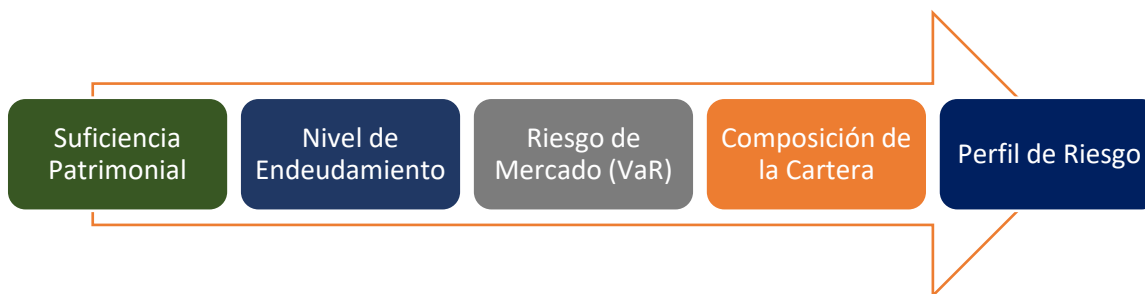 Suficiencia
Patrimonial
Nivel de
Endeudamiento
Riesgo de
Mercado (VaR)
Composición de
la Cartera
Perfil de Riesgo